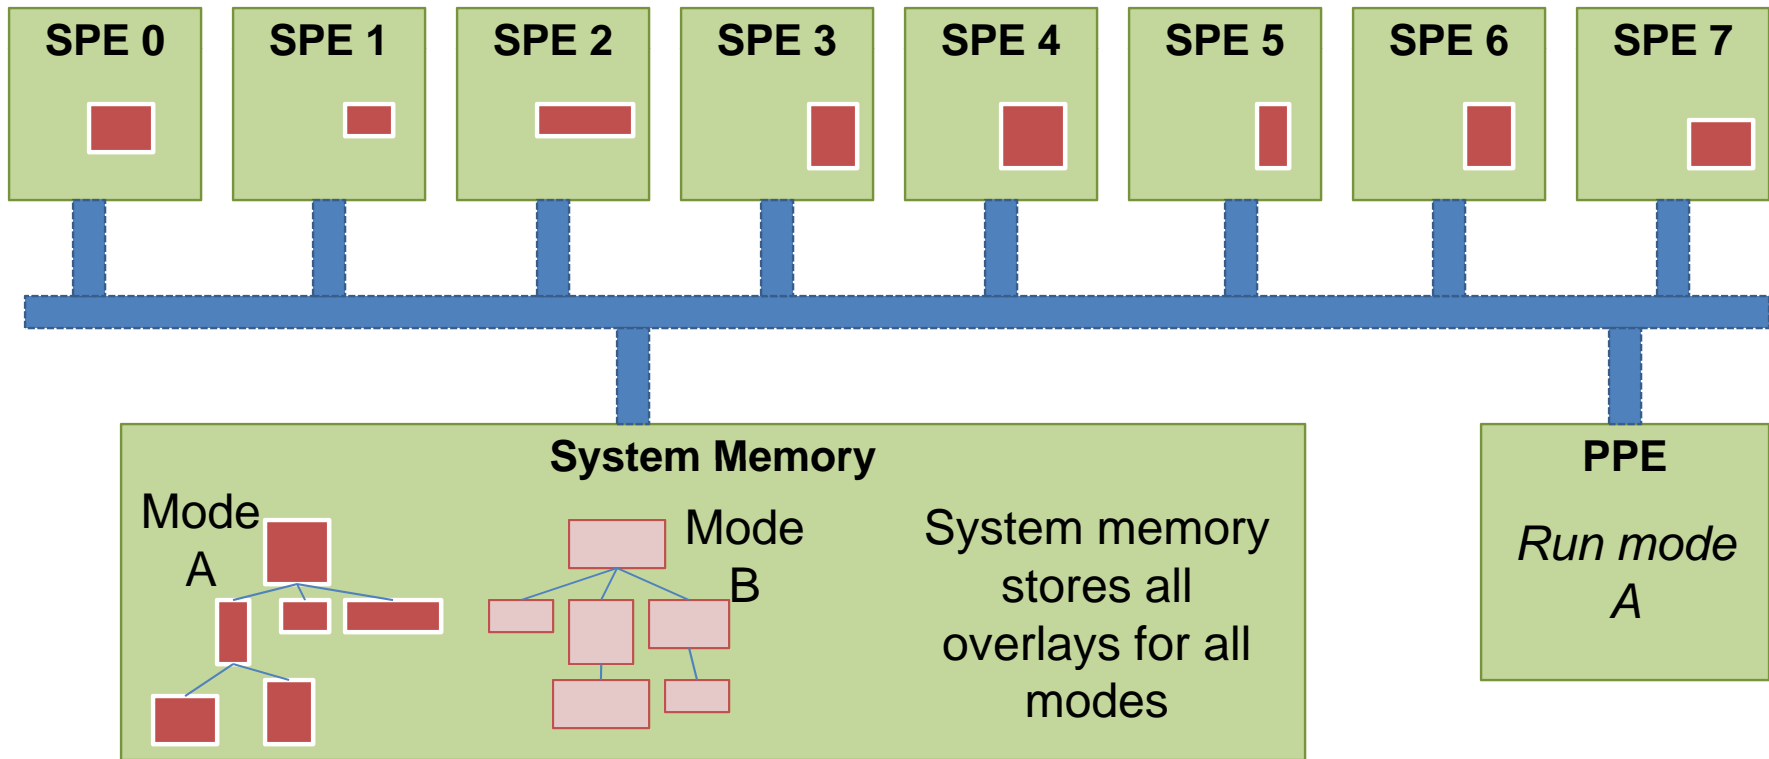 SPE 0
SPE 1
SPE 2
SPE 3
SPE 4
SPE 5
SPE 6
SPE 7
System Memory
Mode
A
Mode
B
System memory
stores all
overlays for all
modes
PPE
Run mode
A